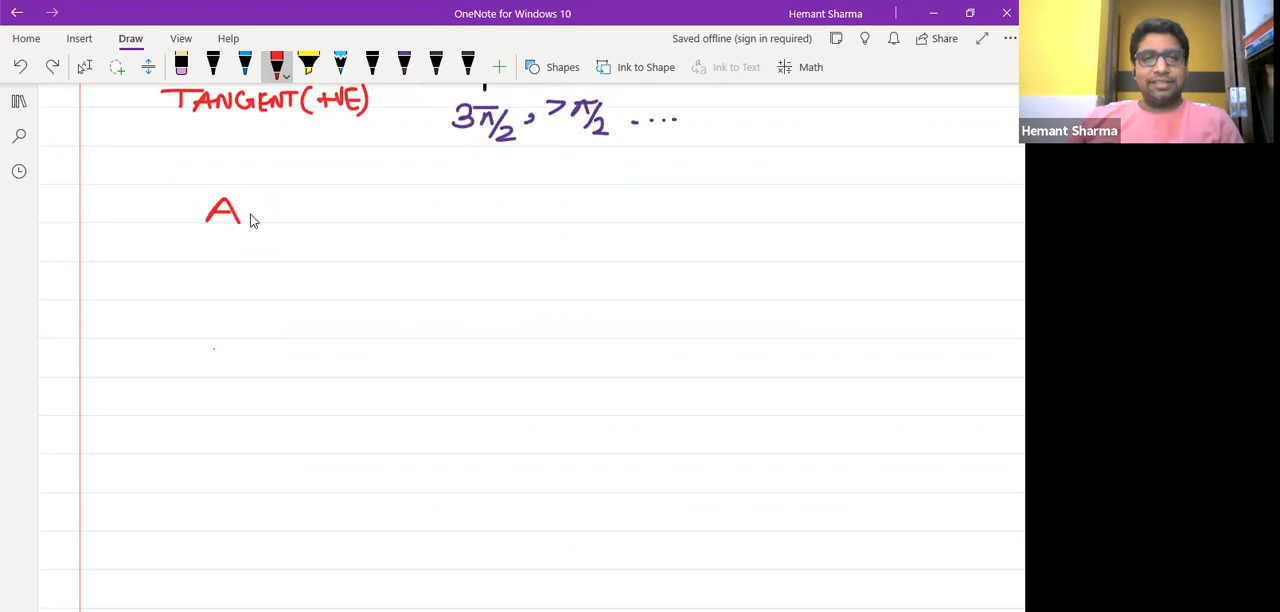 OneNote for Windows 10
Hemant Sharma
Home Insert Draw View Help
Saved offline (sign in required)
Share
Shapes
Ink to Shape
Ink to Text
Math
TANGENT(+VE)
3π/2, 7π/2 ....
Hemant Sharma
A